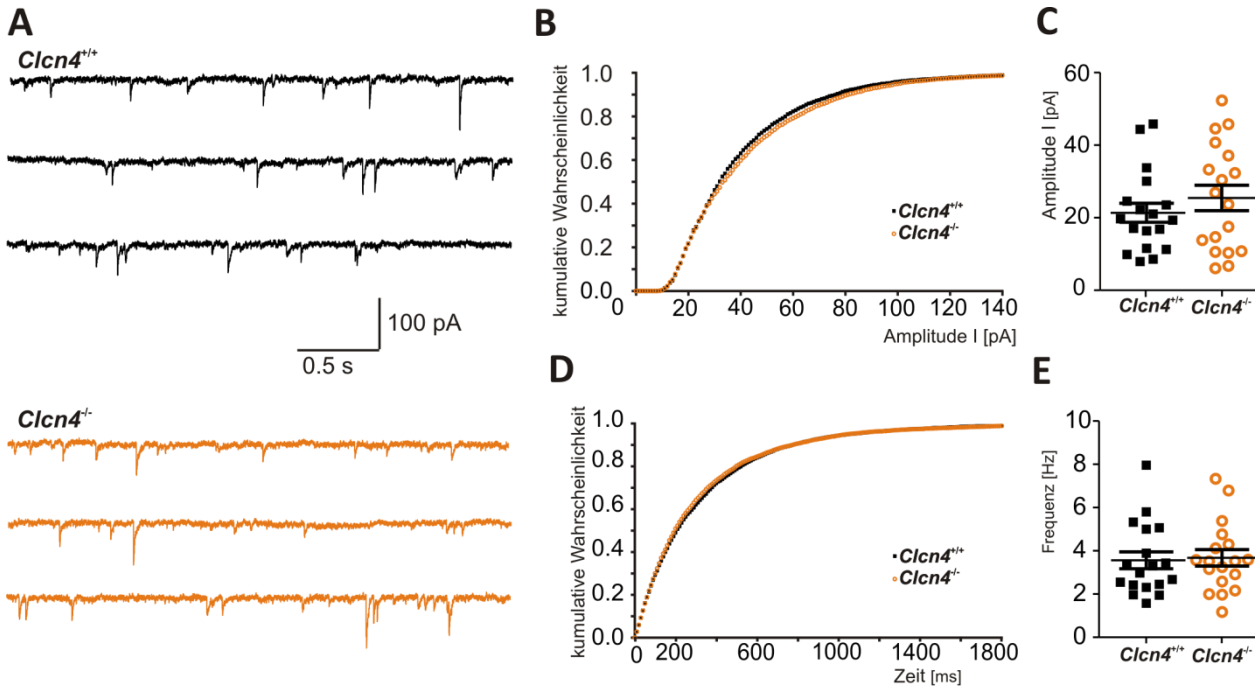 A
Clcn4+/+
100 pA
0.5 s
Clcn4-/-
B
kumulative Wahrscheinlichkeit
1.0
0.8
0.6
0.4
0.2
0.0
Clcn4+/+
Clcn4-/-
20 40 60 80 100 120 140
Amplitude I [pA]
C
Amplitude I [pA]
60
40
20
0
Clcn4+/+ Clcn4-/-
D
kumulative Wahrscheinlichkeit
1.0
0.8
0.6
0.4
0.2
0.0
Clcn4+/+
Clcn4-/-
0 200 600 1000 1400 1800
Zeit [ms]
E
Frequenz [Hz]
10
8
6
4
2
0
Clcn4+/+ Clcn4-/-